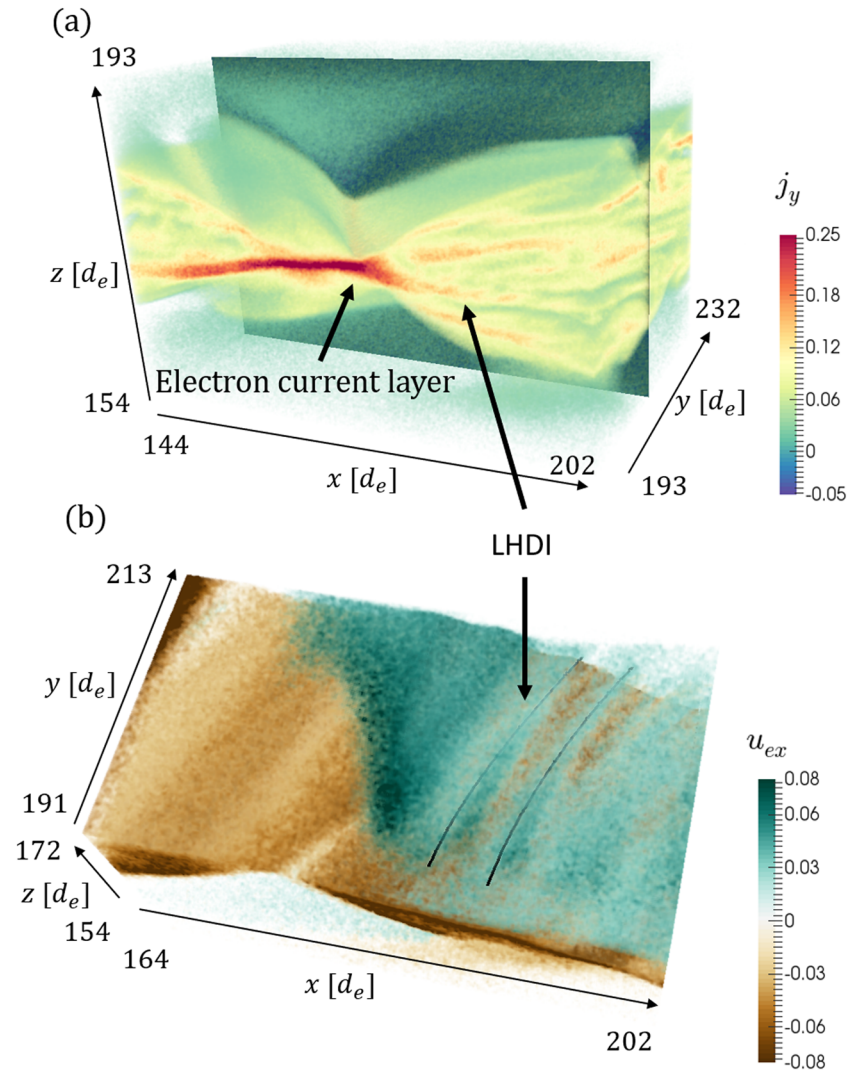 (a)
193
z [d_e]
154
144
x [d_e]
202
193
y [d_e]
232
Electron current layer
j_y
0.25
0.18
0.12
0.06
0
-0.05
LHDI
(b)
213
y [d_e]
191
172
z [d_e]
154
164
x [d_e]
202
u_ex
0.08
0.03
0
-0.03
-0.06
-0.08